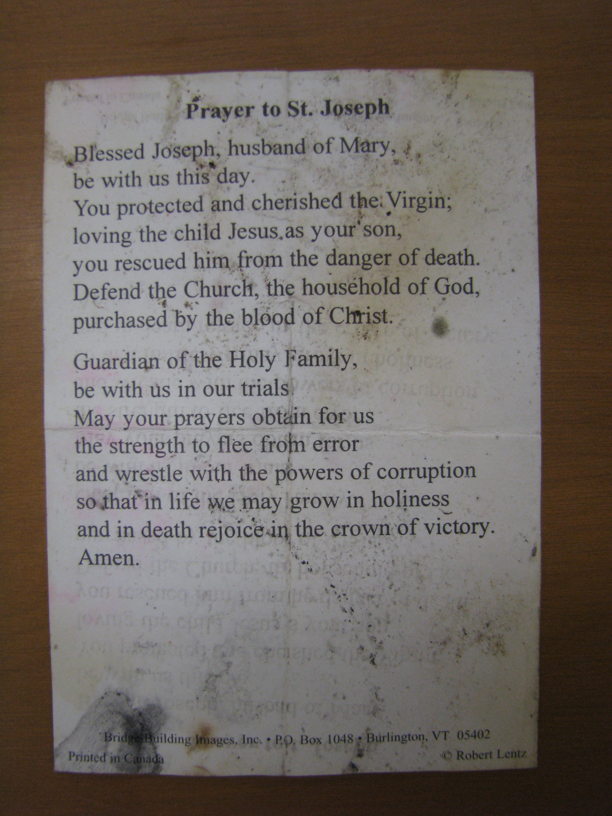 Prayer to St. Joseph
Blessed Joseph, husband of Mary,
be with us this day.
You protected and cherished the Virgin;
loving the child Jesus as your son,
you rescued him from the danger of death.
Defend the Church, the household of God,
purchased by the blood of Christ.
Guardian of the Holy Family,
be with us in our trials.
May your prayers obtain for us
the strength to flee from error
and wrestle with the powers of corruption
so that in life we may grow in holiness
and in death rejoice in the crown of victory.
Amen.
Bridge Building Images, Inc. • P.O. Box 1048 • Burlington, VT 05402
Printed in Canada
© Robert Lentz